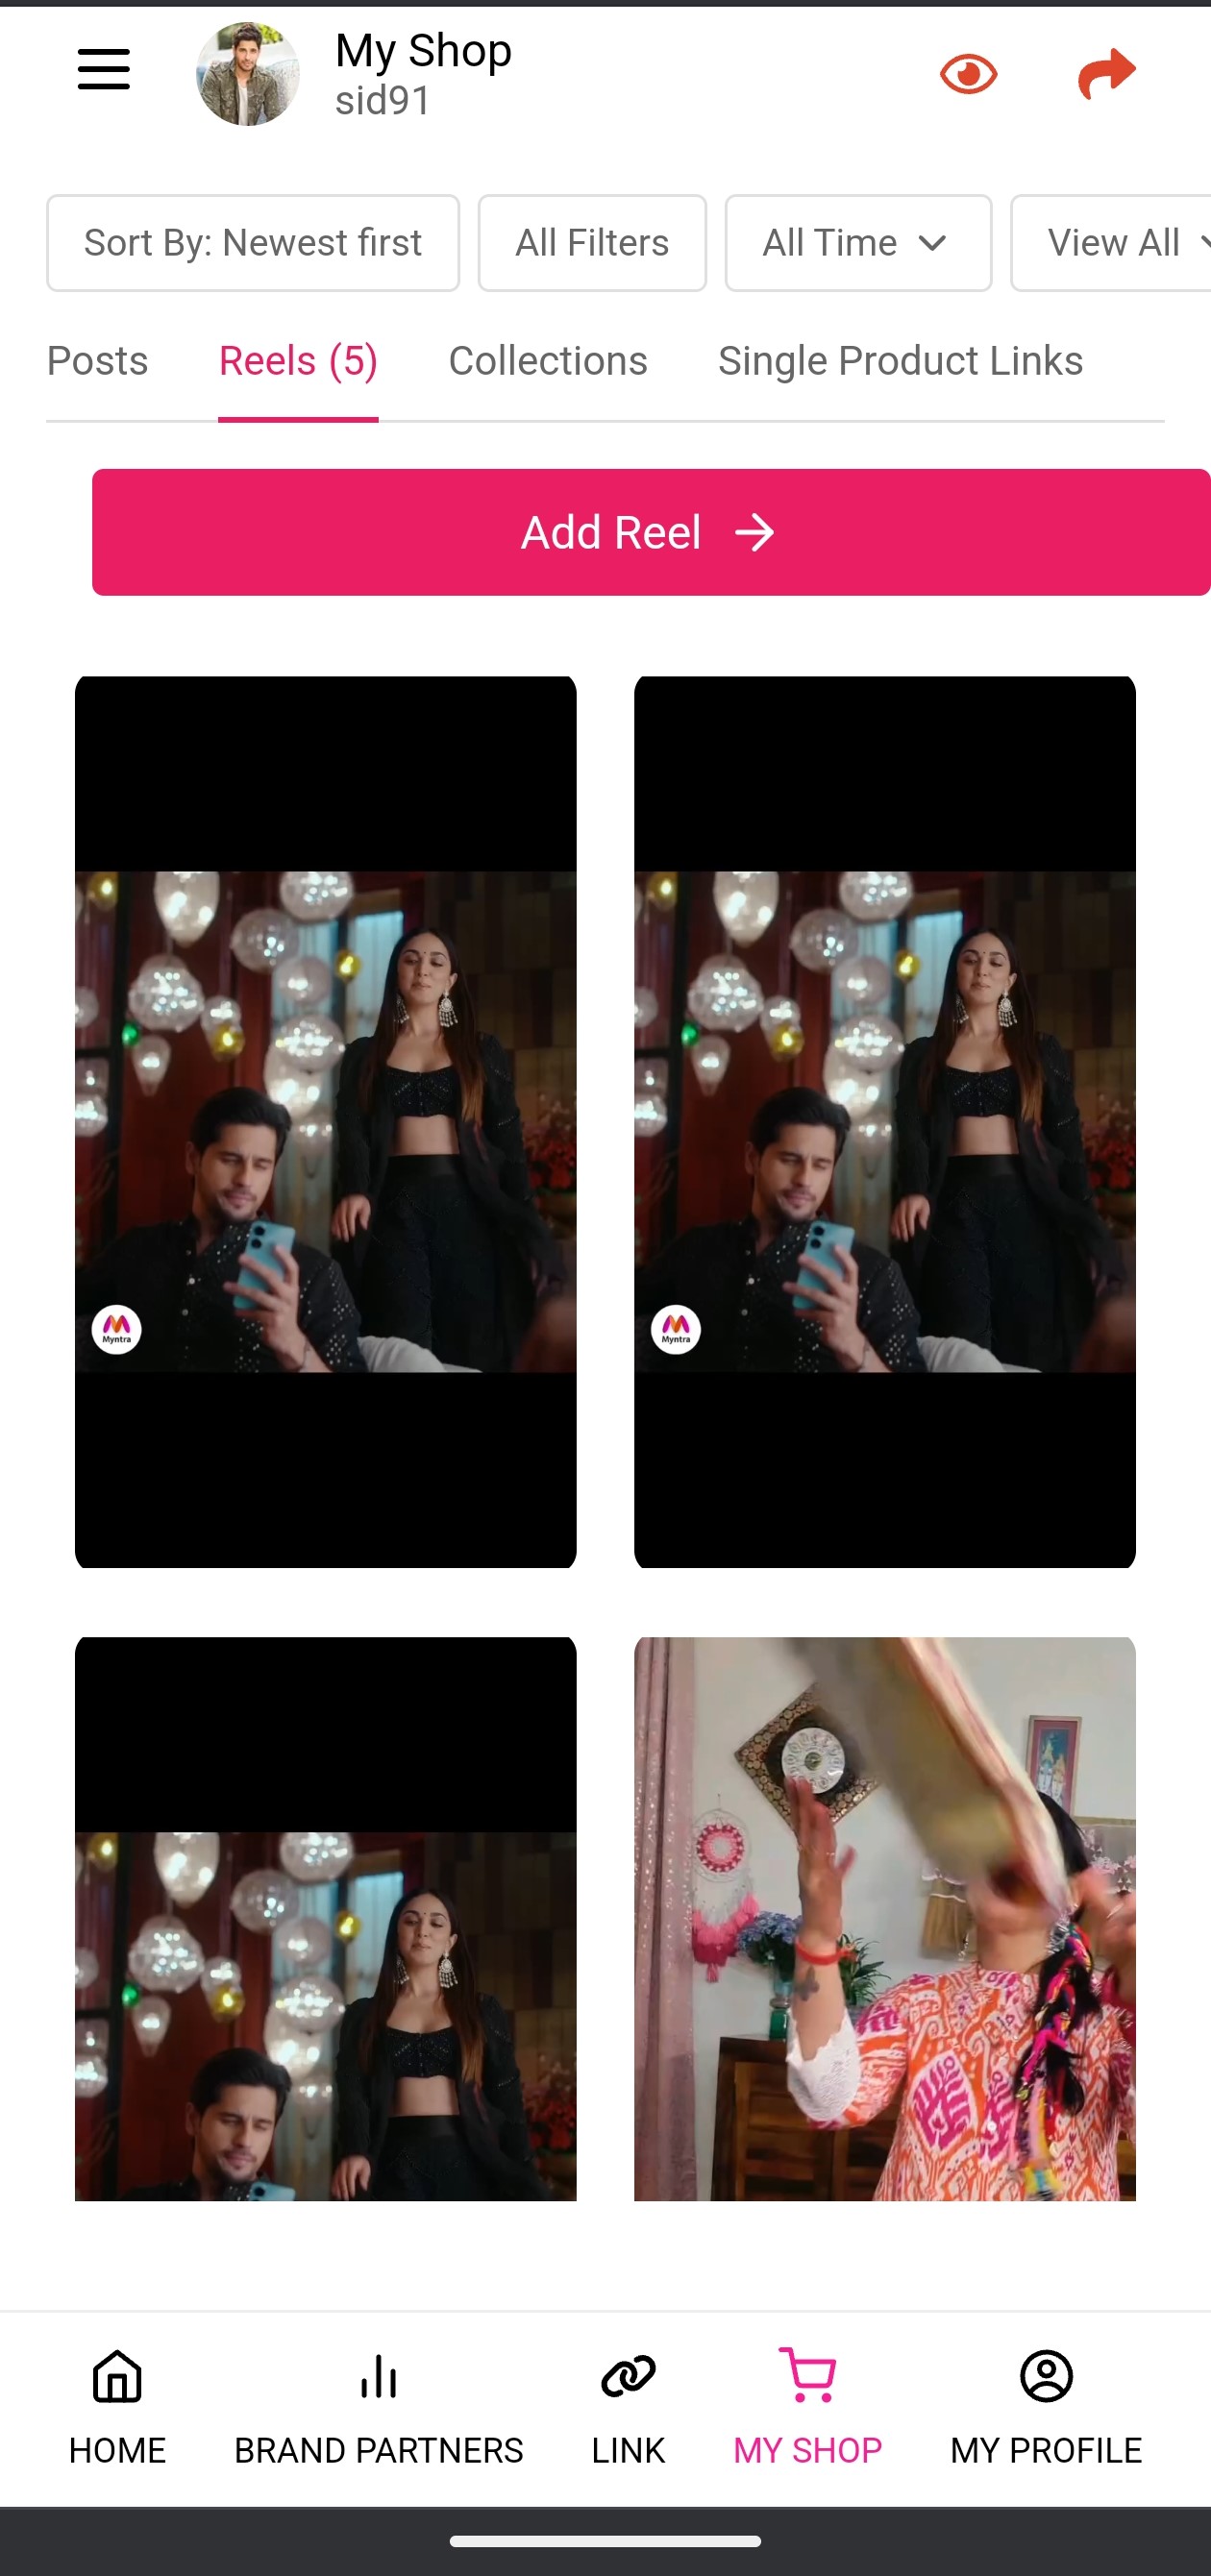 My Shop
sid91
Sort By: Newest first
All Filters
All Time
View All
Posts
Reels (5)
Collections
Single Product Links
Add Reel
Myntra
Myntra
HOME
BRAND PARTNERS
LINK
MY SHOP
MY PROFILE